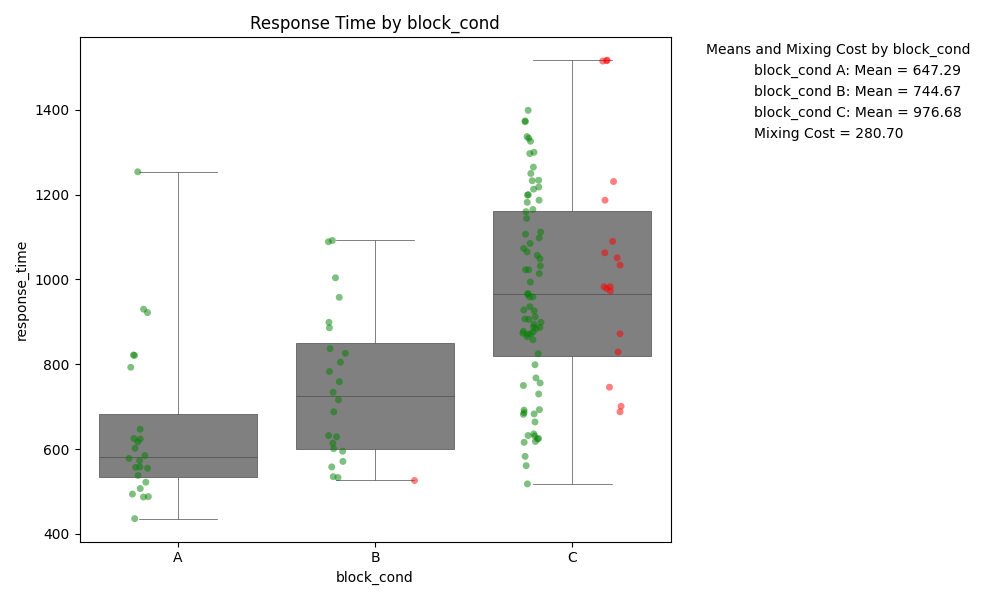 Response Time by block_cond
Means and Mixing Cost by block_cond
block_cond A: Mean = 647.29
block_cond B: Mean = 744.67
block_cond C: Mean = 976.68
Mixing Cost = 280.70
response_time
1400
1200
1000
800
600
400
A
B
C
block_cond